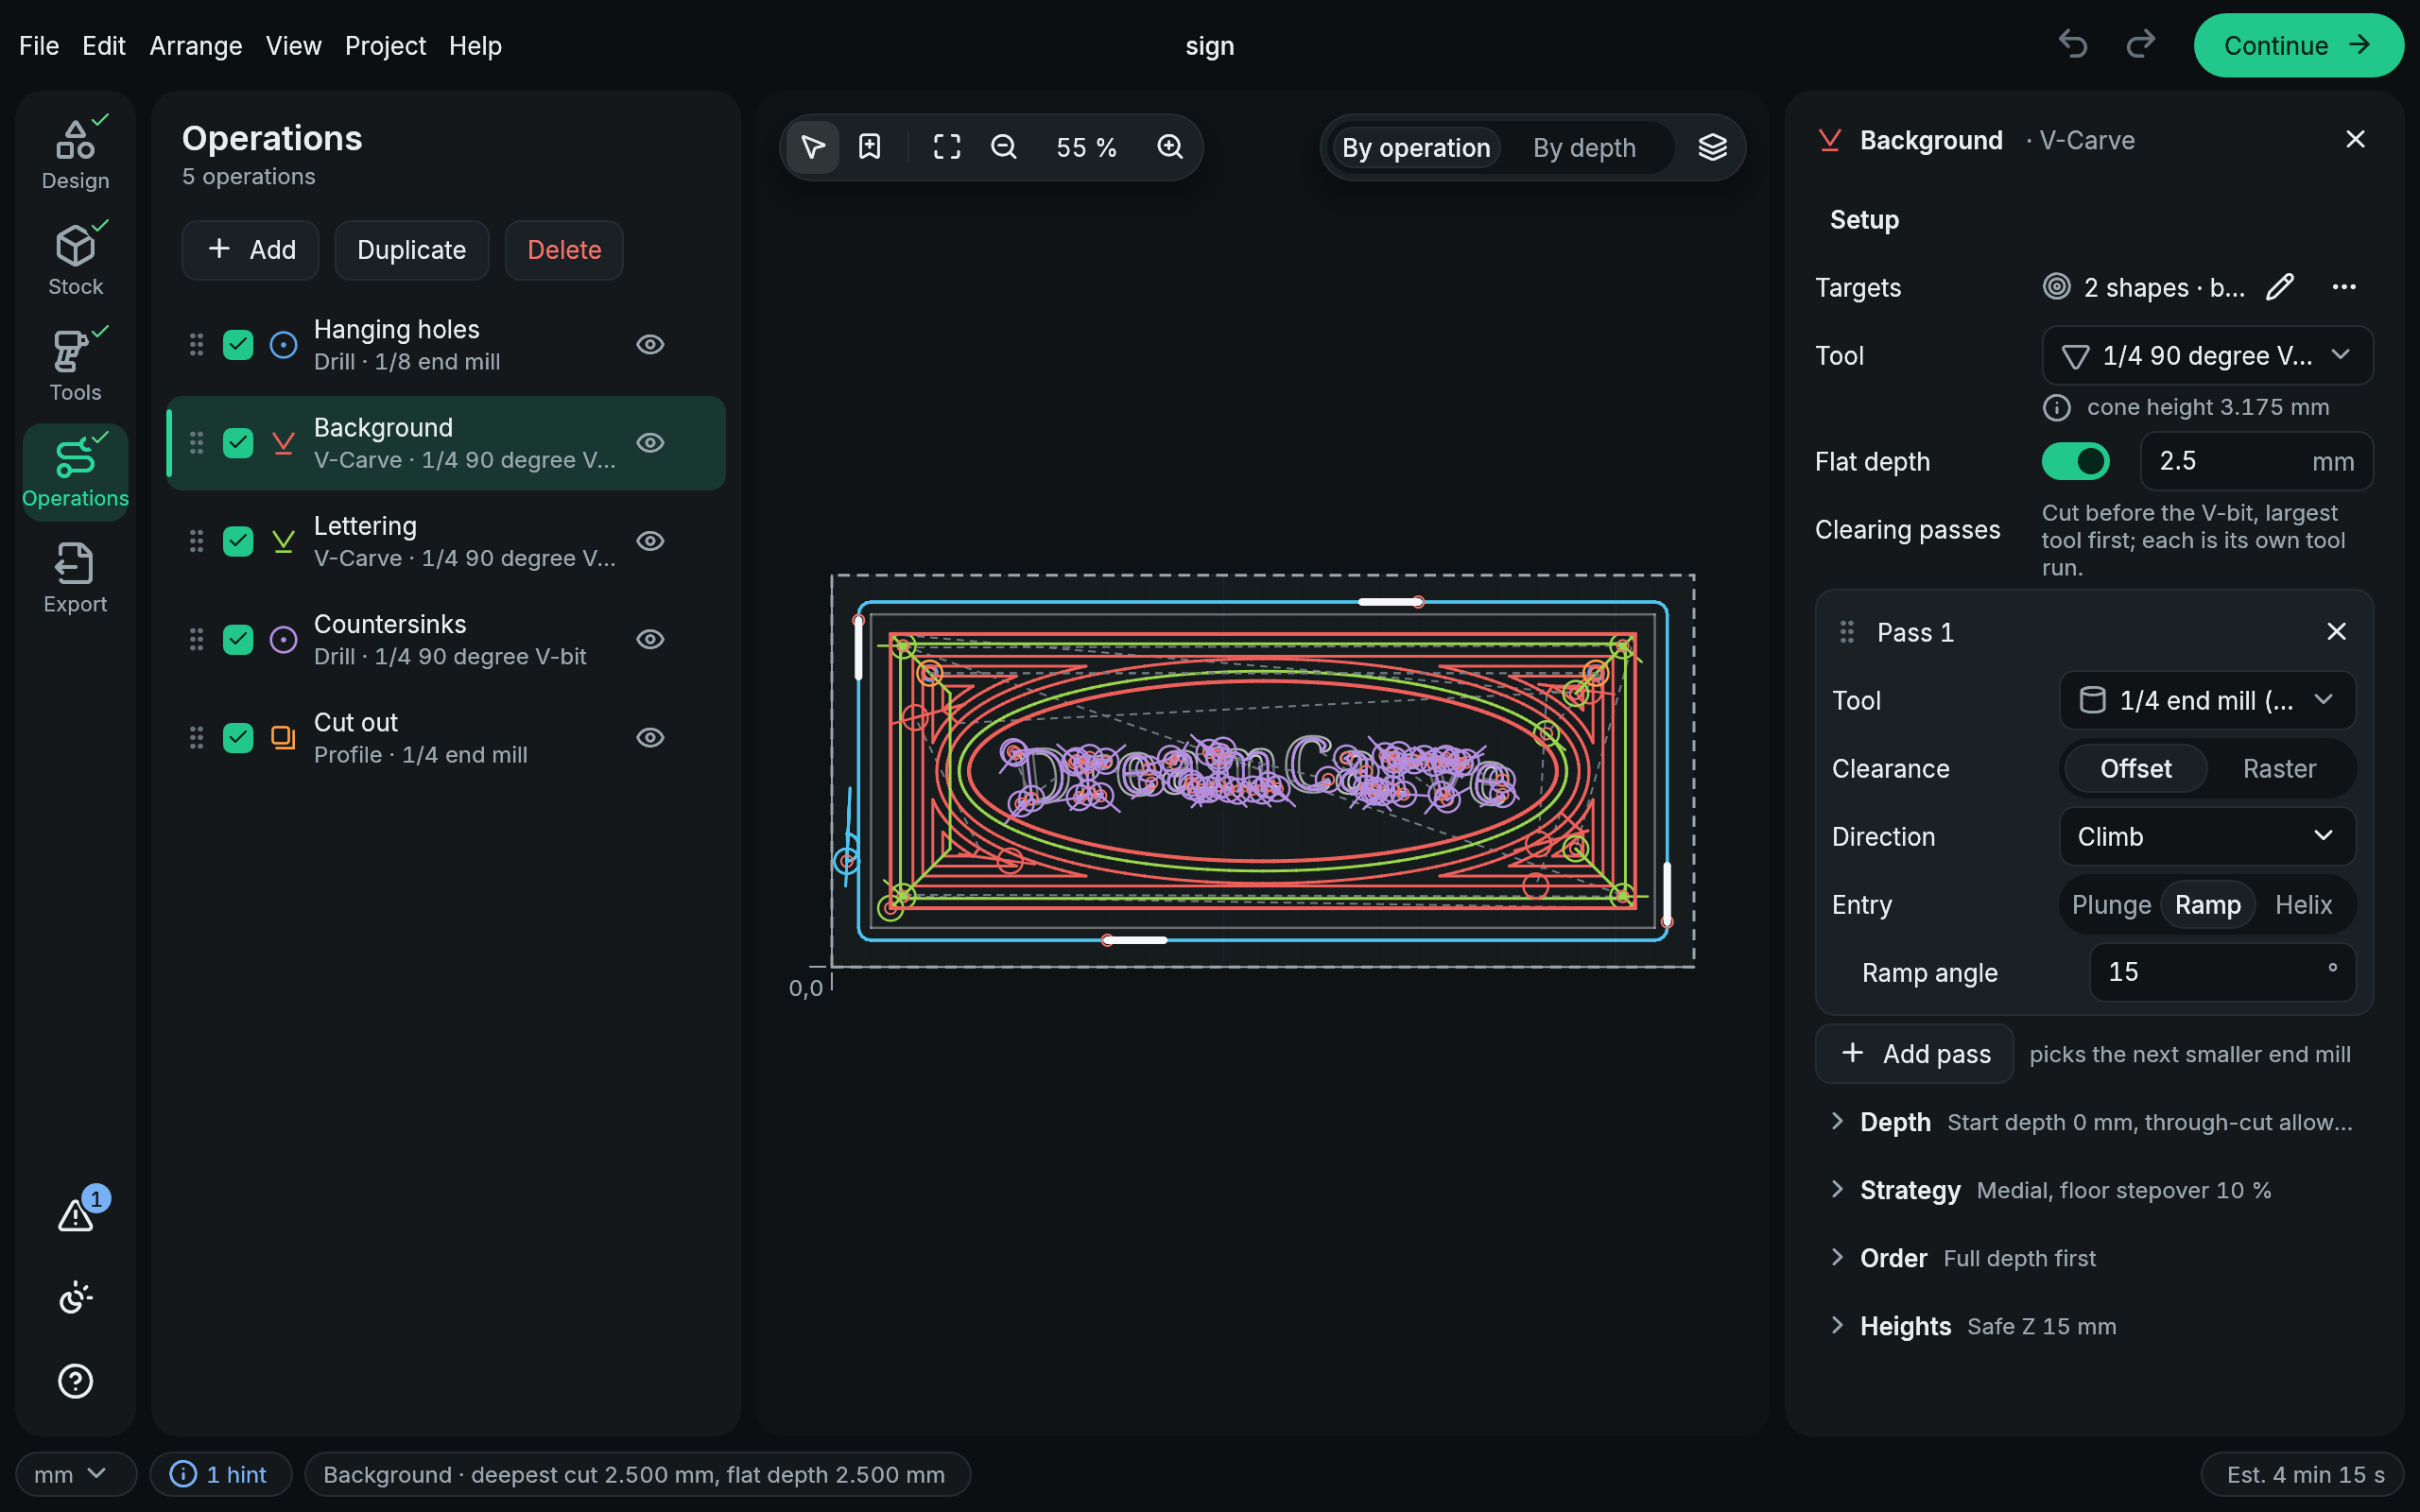 File Edit Arrange View Project Help
sign
Continue
Design
Stock
Tools
Operations
Export
1
Operations
5 operations
Add
Duplicate
Delete
Hanging holes
Drill · 1/8 end mill
Background
V-Carve · 1/4 90 degree V...
Lettering
V-Carve · 1/4 90 degree V...
Countersinks
Drill · 1/4 90 degree V-bit
Cut out
Profile · 1/4 end mill
55 %
By operation
By depth
0,0
Background · V-Carve
Setup
Targets
2 shapes · b...
Tool
1/4 90 degree V...
cone height 3.175 mm
Flat depth
2.5 mm
Clearing passes
Cut before the V-bit, largest
tool first; each is its own tool
run.
Pass 1
Tool
1/4 end mill (...
Clearance
Offset
Raster
Direction
Climb
Entry
Plunge
Ramp
Helix
Ramp angle
15 °
Add pass
picks the next smaller end mill
Depth Start depth 0 mm, through-cut allow...
Strategy Medial, floor stepover 10 %
Order Full depth first
Heights Safe Z 15 mm
mm
1 hint
Background · deepest cut 2.500 mm, flat depth 2.500 mm
Est. 4 min 15 s